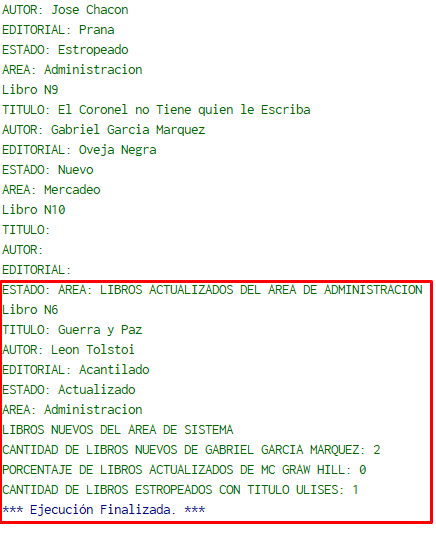 AUTOR: Jose Chacon
EDITORIAL: Prana
ESTADO: Estropeado
AREA: Administracion
Libro N9
TITULO: El Coronel no Tiene quien le Escriba
AUTOR: Gabriel Garcia Marquez
EDITORIAL: Oveja Negra
ESTADO: Nuevo
AREA: Mercadeo
Libro N10
TITULO:
AUTOR:
EDITORIAL:
ESTADO: AREA: LIBROS ACTUALIZADOS DEL AREA DE ADMINISTRACION
Libro N6
TITULO: Guerra y Paz
AUTOR: Leon Tolstoi
EDITORIAL: Acantilado
ESTADO: Actualizado
AREA: Administracion
LIBROS NUEVOS DEL AREA DE SISTEMA
CANTIDAD DE LIBROS NUEVOS DE GABRIEL GARCIA MARQUEZ: 2
PORCENTAJE DE LIBROS ACTUALIZADOS DE MC GRAW HILL: 0
CANTIDAD DE LIBROS ESTROPEADOS CON TITULO ULISES: 1
*** Ejecución Finalizada. ***